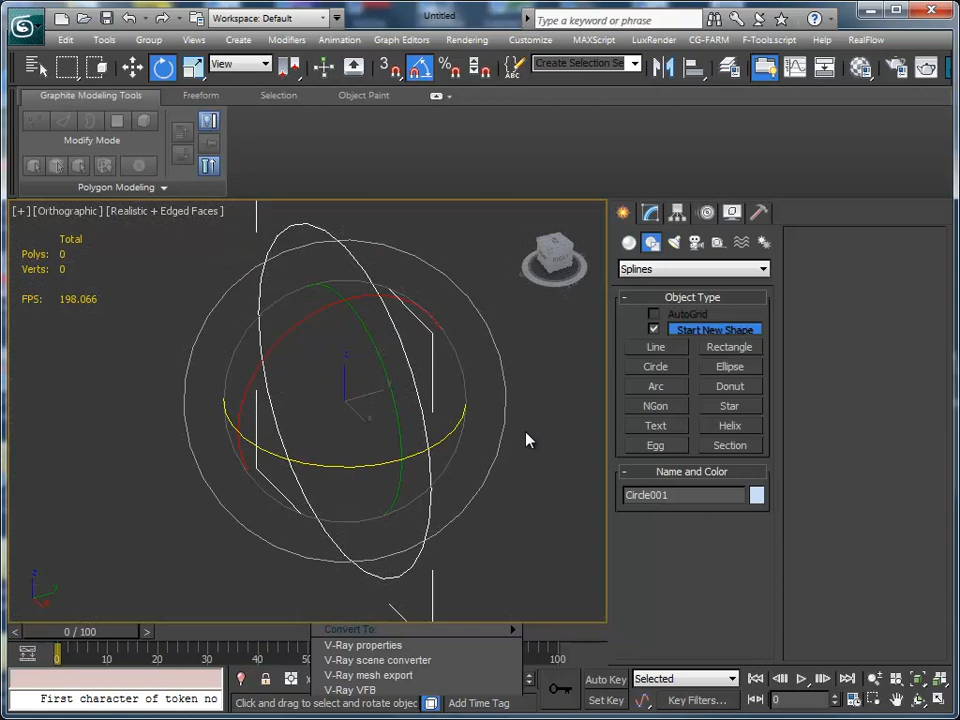 Workspace: Default
Untitled
Type a keyword or phrase
Edit Tools Group Views Create Modifiers Animation Graph Editors Rendering Customize MAXScript LuxRender CG-FARM F-Tools.script Help RealFlow
View 3 % ABC Create Selection Se
Graphite Modeling Tools Freeform Selection Object Paint
Modify Mode
Polygon Modeling
[+] [Orthographic] [Realistic + Edged Faces]
Total
Polys: 0
Verts: 0
FPS: 198.066
RIGHT
z
x
z
y
x
Splines
- Object Type
AutoGrid
Start New Shape
Line Rectangle
Circle Ellipse
Arc Donut
NGon Star
Text Helix
Egg Section
- Name and Color
Circle001
< 0 / 100 >
Convert To:
V-Ray properties
V-Ray scene converter
V-Ray mesh export
V-Ray VFB
0 10 20 30 40 50 100
First character of token no
Click and drag to select and rotate objec
Add Time Tag
Auto Key Selected
Set Key Key Filters...
0